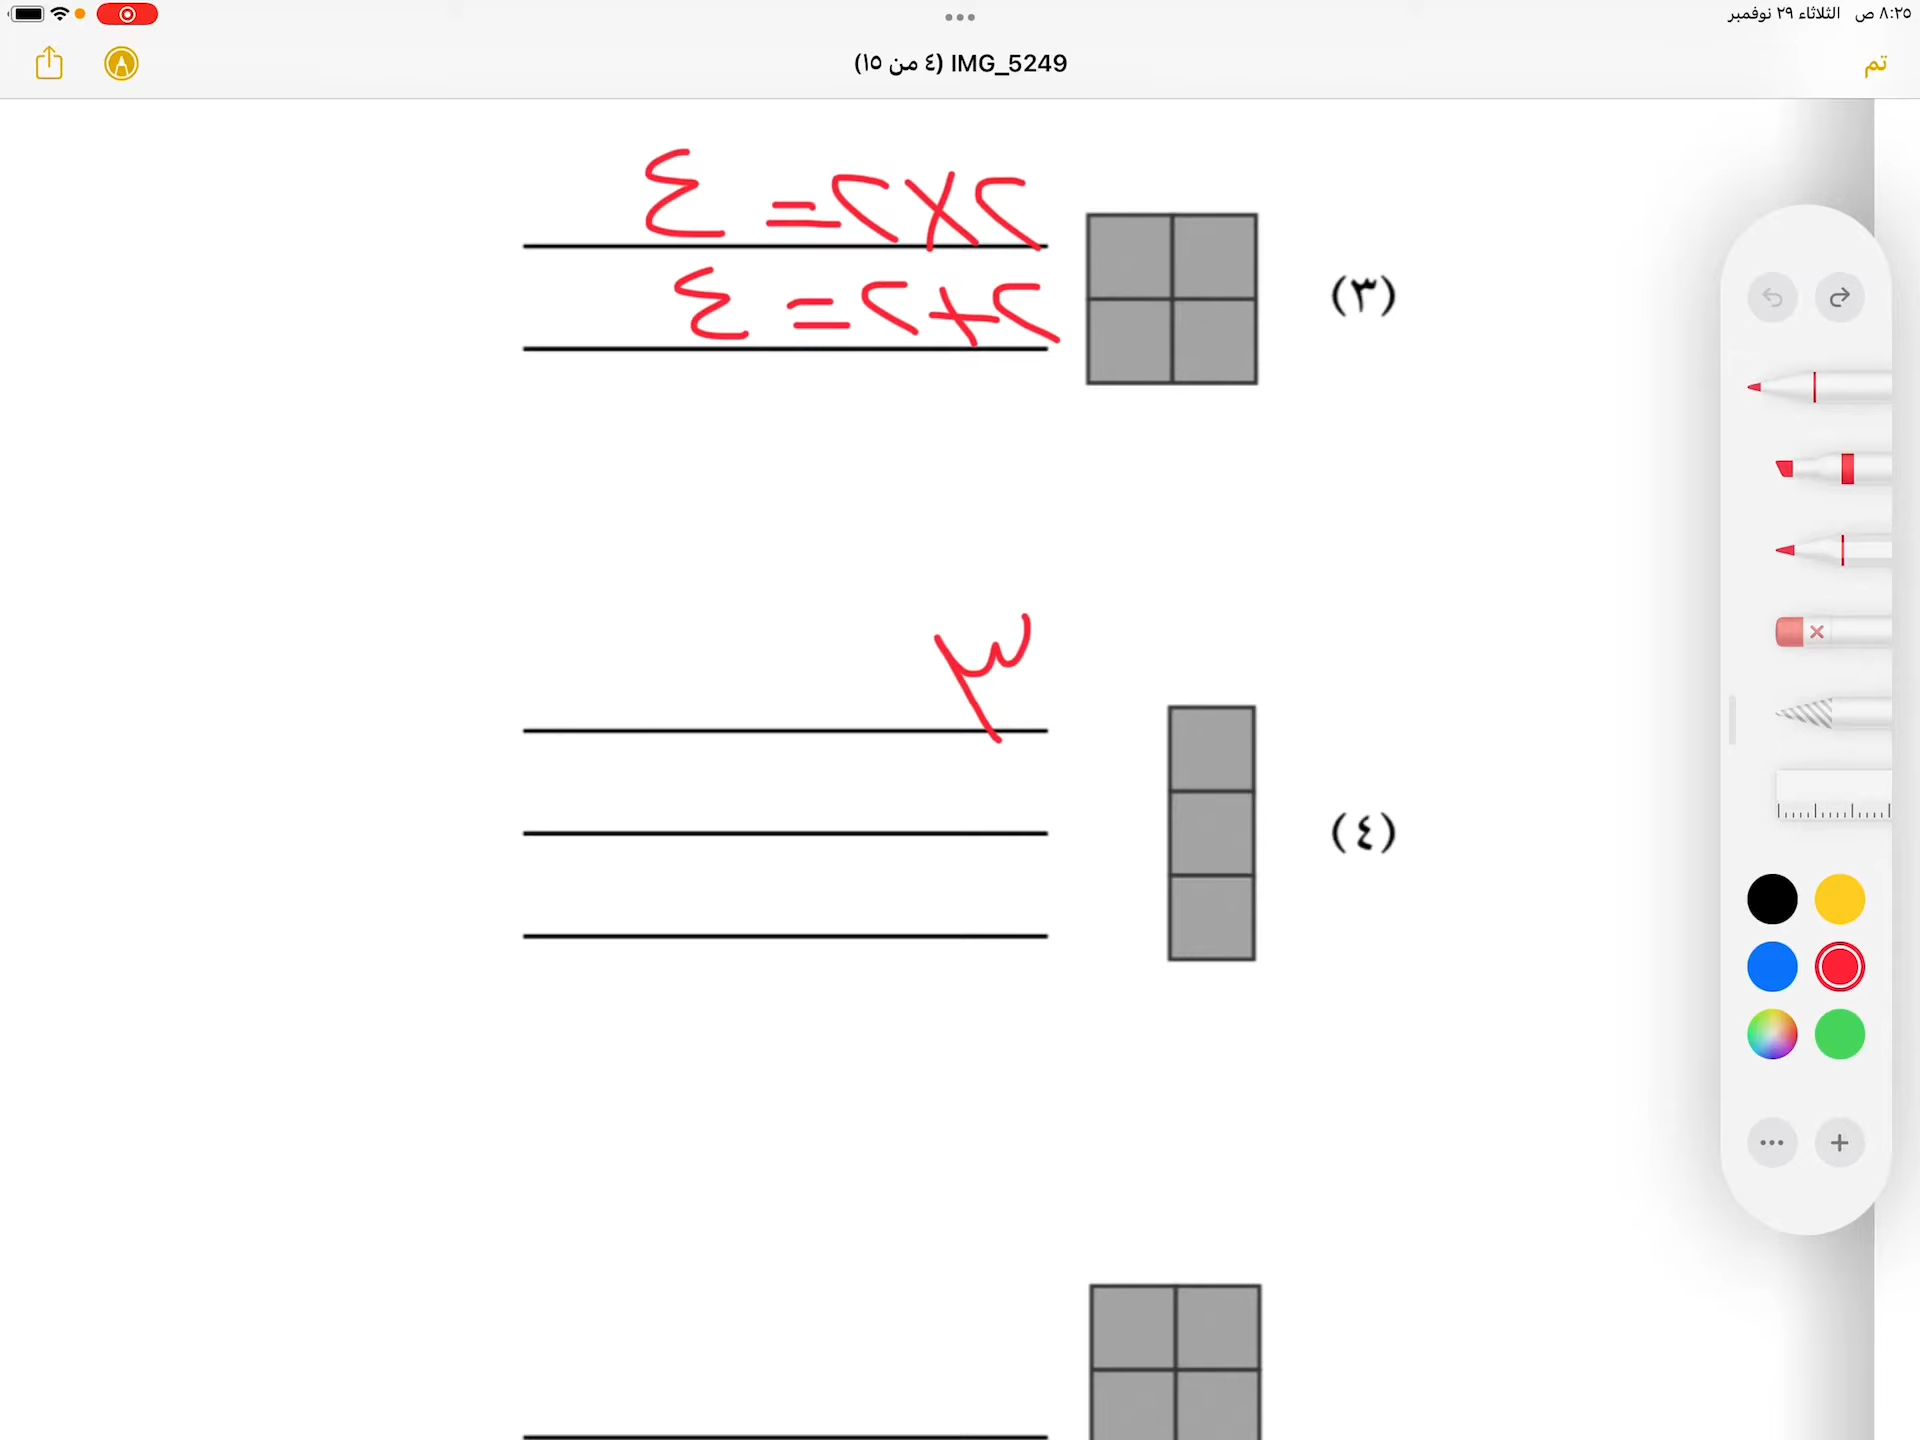 ٨:٢٥ ص الثلاثاء ٢٩ نوفمبر
تم
IMG_5249 (٤ من ١٥)
(٣)
٢×٢= ٤
٢+٢= ٤
(٤)
٣